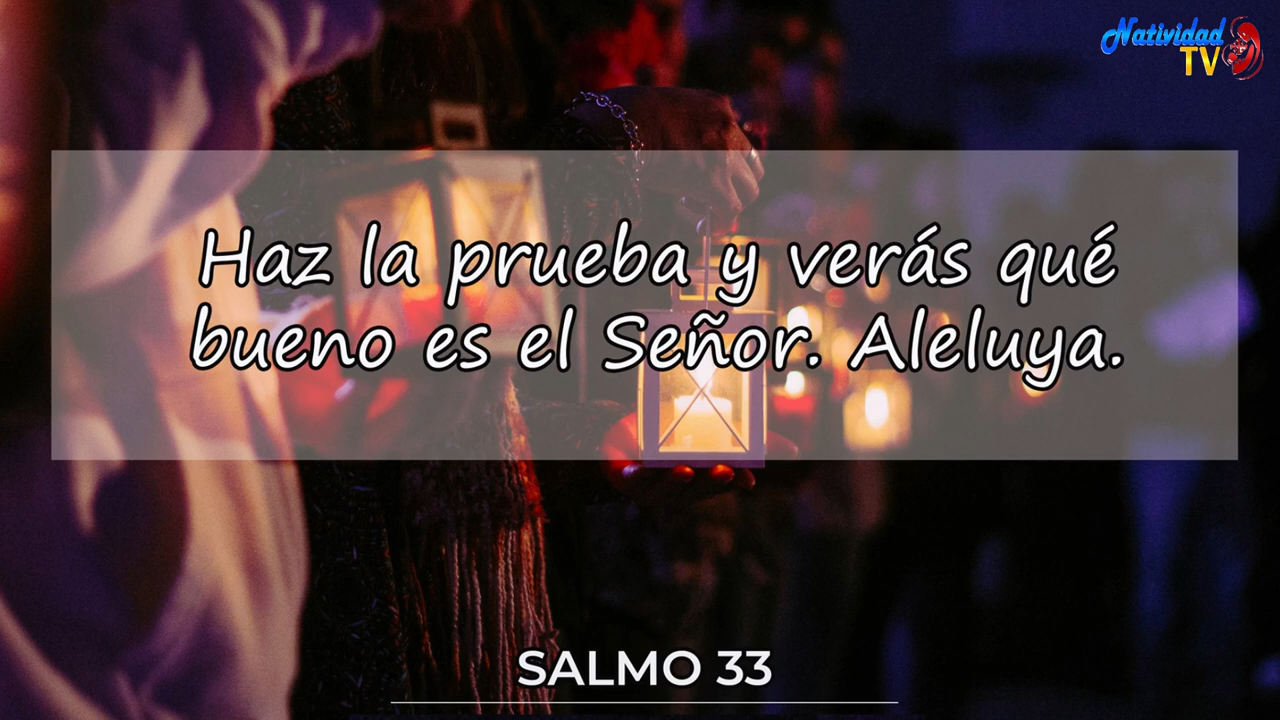 Natividad
TV
Haz la prueba y verás qué
bueno es el Señor. Aleluya.
SALMO 33